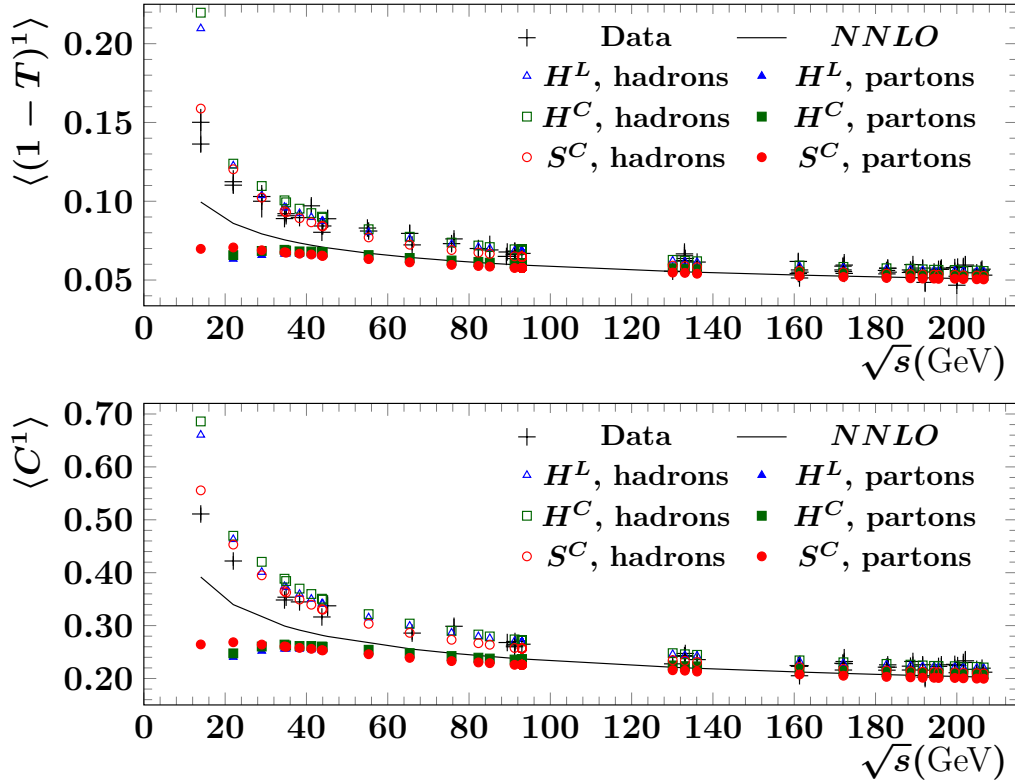 ⟨(1 − T)¹⟩
0.20
0.15
0.10
0.05
Data NNLO
H^L, hadrons H^L, partons
H^C, hadrons H^C, partons
S^C, hadrons S^C, partons
0 20 40 60 80 100 120 140 160 180 200
√s(GeV)
⟨C¹⟩
0.70
0.60
0.50
0.40
0.30
0.20
Data NNLO
H^L, hadrons H^L, partons
H^C, hadrons H^C, partons
S^C, hadrons S^C, partons
0 20 40 60 80 100 120 140 160 180 200
√s(GeV)